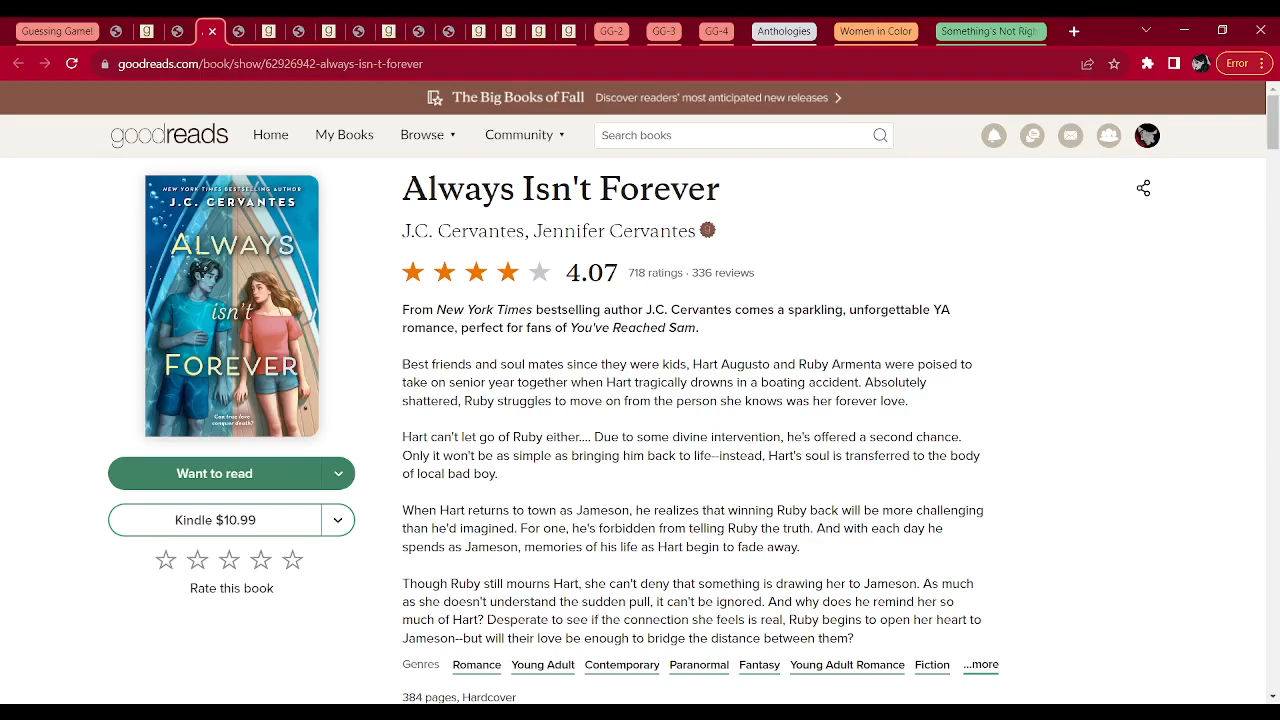 Guessing Game!
GG-2
GG-3
GG-4
Anthologies
Women in Color
Something's Not Righ
goodreads.com/book/show/62926942-always-isn-t-forever
Error
The Big Books of Fall Discover readers' most anticipated new releases
goodreads
Home
My Books
Browse
Community
Search books
NEW YORK TIMES BESTSELLING AUTHOR
J.C. CERVANTES
ALWAYS
isn't
FOREVER
Can true love
conquer death?
Want to read
Kindle $10.99
Rate this book
Always Isn't Forever
J.C. Cervantes, Jennifer Cervantes
4.07 718 ratings · 336 reviews
From New York Times bestselling author J.C. Cervantes comes a sparkling, unforgettable YA
romance, perfect for fans of You've Reached Sam.
Best friends and soul mates since they were kids, Hart Augusto and Ruby Armenta were poised to
take on senior year together when Hart tragically drowns in a boating accident. Absolutely
shattered, Ruby struggles to move on from the person she knows was her forever love.
Hart can't let go of Ruby either.... Due to some divine intervention, he's offered a second chance.
Only it won't be as simple as bringing him back to life--instead, Hart's soul is transferred to the body
of local bad boy.
When Hart returns to town as Jameson, he realizes that winning Ruby back will be more challenging
than he'd imagined. For one, he's forbidden from telling Ruby the truth. And with each day he
spends as Jameson, memories of his life as Hart begin to fade away.
Though Ruby still mourns Hart, she can't deny that something is drawing her to Jameson. As much
as she doesn't understand the sudden pull, it can't be ignored. And why does he remind her so
much of Hart? Desperate to see if the connection she feels is real, Ruby begins to open her heart to
Jameson--but will their love be enough to bridge the distance between them?
Genres Romance Young Adult Contemporary Paranormal Fantasy Young Adult Romance Fiction ...more
384 pages, Hardcover